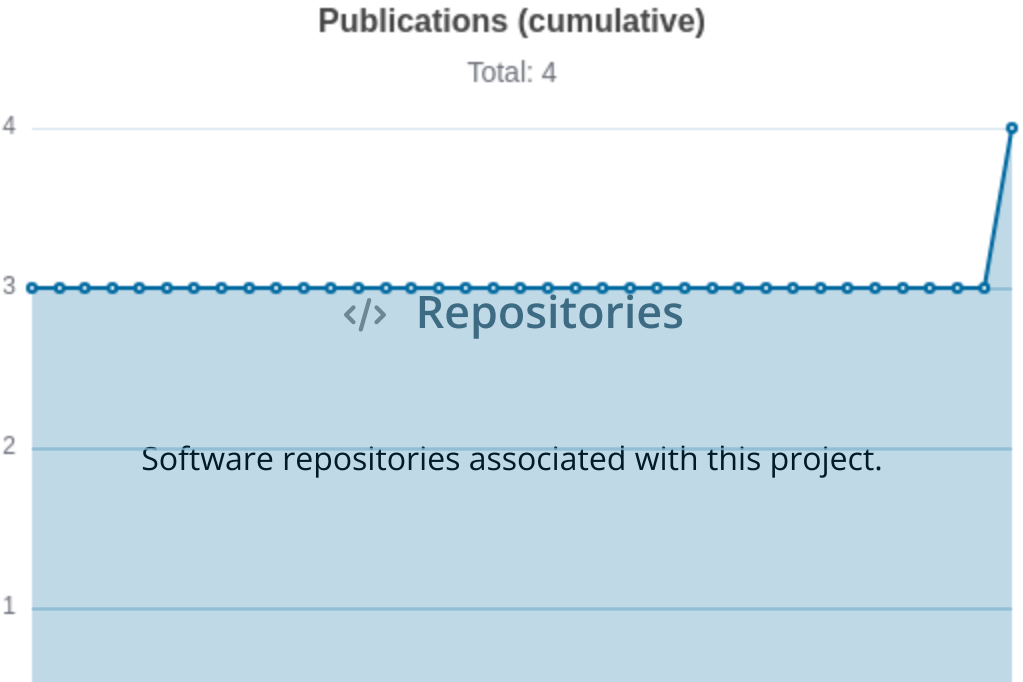 Publications (cumulative)
Total: 4
4
3
</> Repositories
2
Software repositories associated with this project.
1